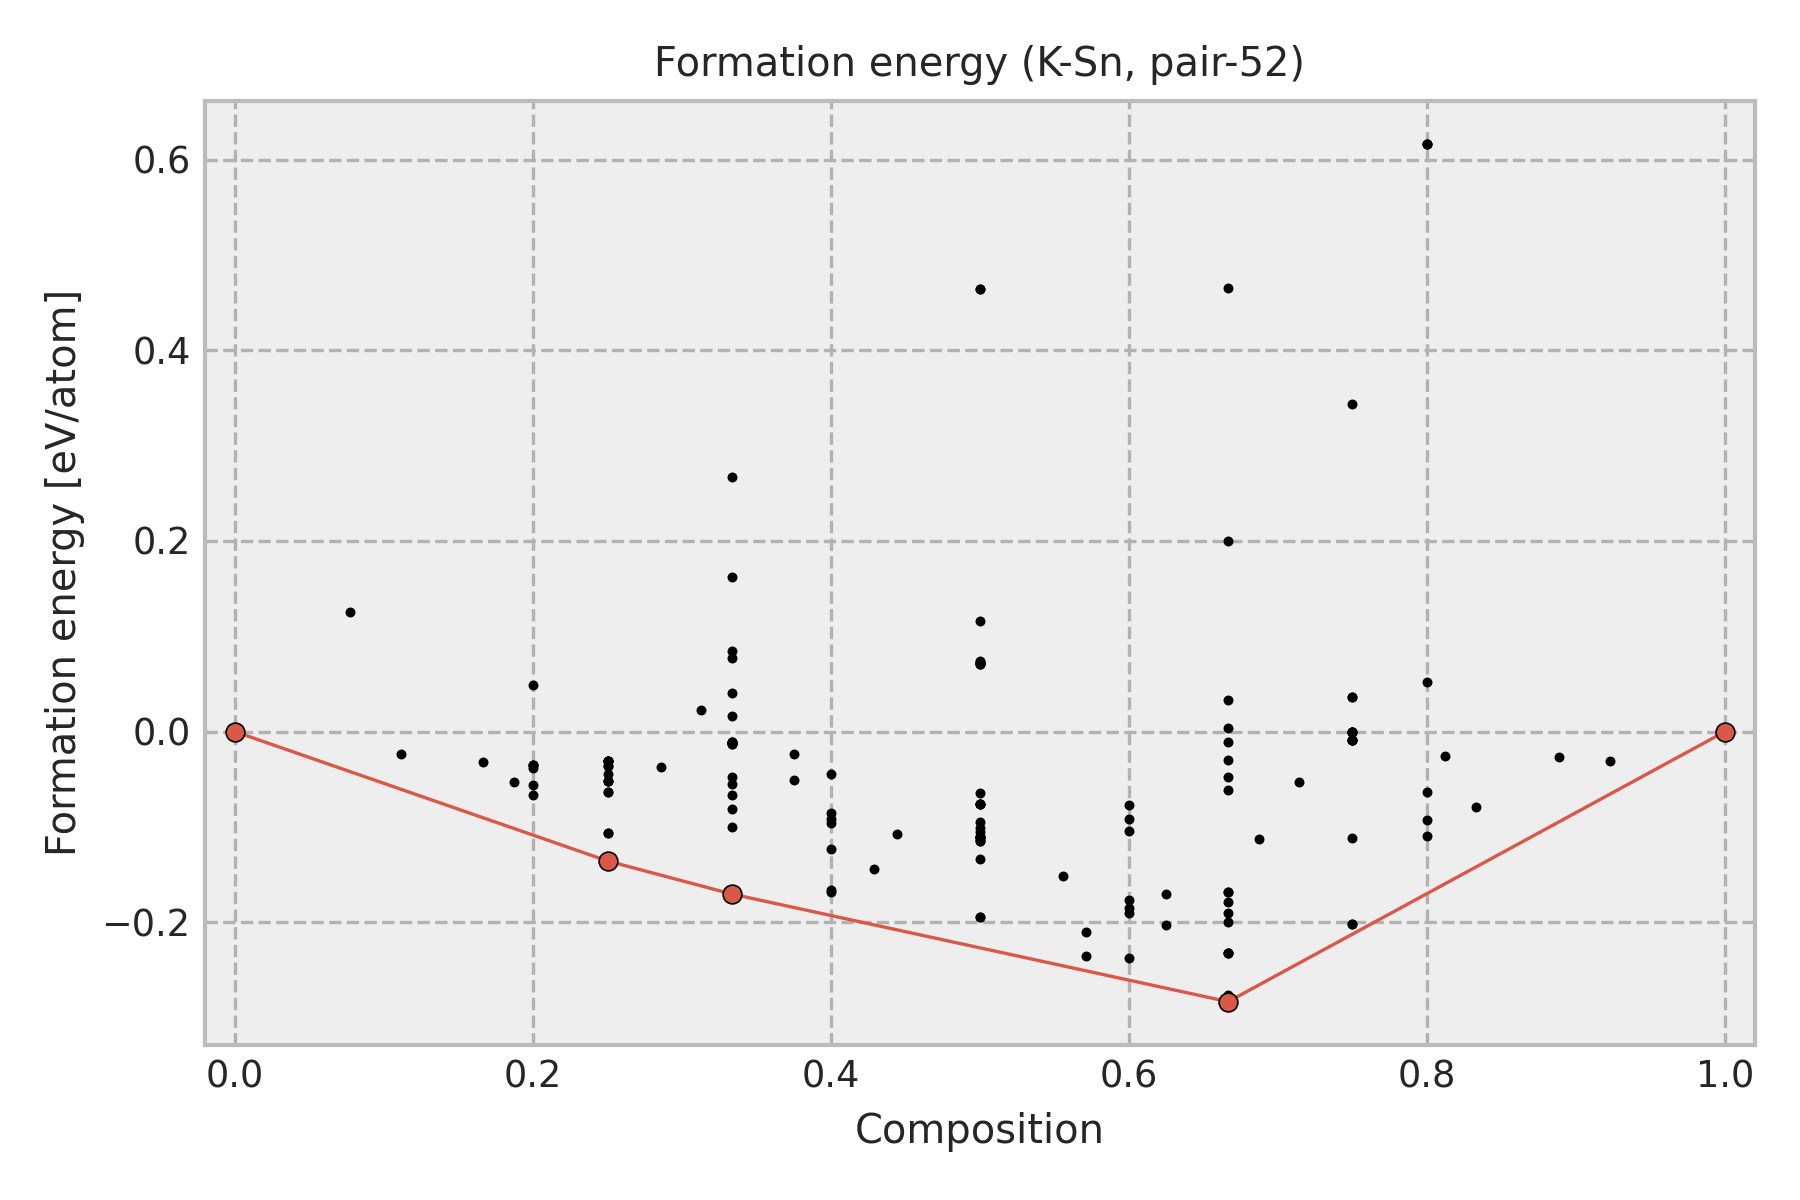 Formation energy (K-Sn, pair-52)
Formation energy [eV/atom]
0.6
0.4
0.2
0.0
−0.2
0.0 0.2 0.4 0.6 0.8 1.0
Composition